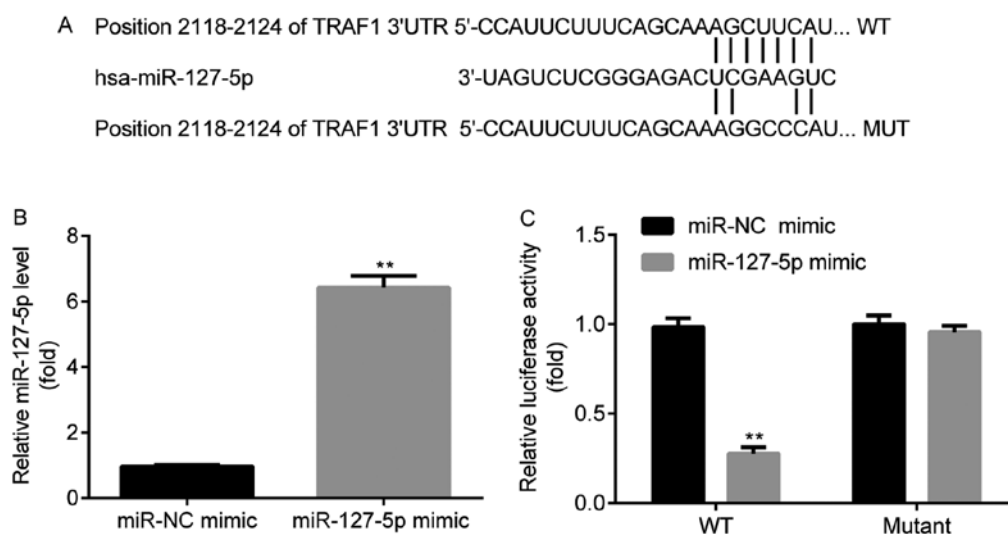 A Position 2118-2124 of TRAF1 3'UTR 5'-CCAUUCUUUCAGCAAAGCUUCAU... WT
hsa-miR-127-5p 3'-UAGUCUCGGGAGACUCGAAGUC
Position 2118-2124 of TRAF1 3'UTR 5'-CCAUUCUUUCAGCAAAGGCCCAU... MUT
B
Relative miR-127-5p level
(fold)
8
6
4
2
0
**
miR-NC mimic miR-127-5p mimic
C
miR-NC mimic
miR-127-5p mimic
Relative luciferase activity
(fold)
1.5
1.0
0.5
0.0
**
WT Mutant